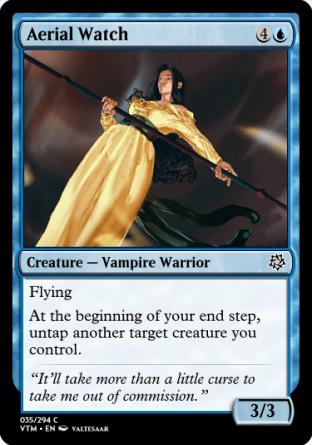 Aerial Watch 4
Creature — Vampire Warrior
Flying
At the beginning of your end step,
untap another target creature you
control.
“It’ll take more than a little curse to
take me out of commission.”
3/3
035/294 C
VTM • EN VALTESAAR